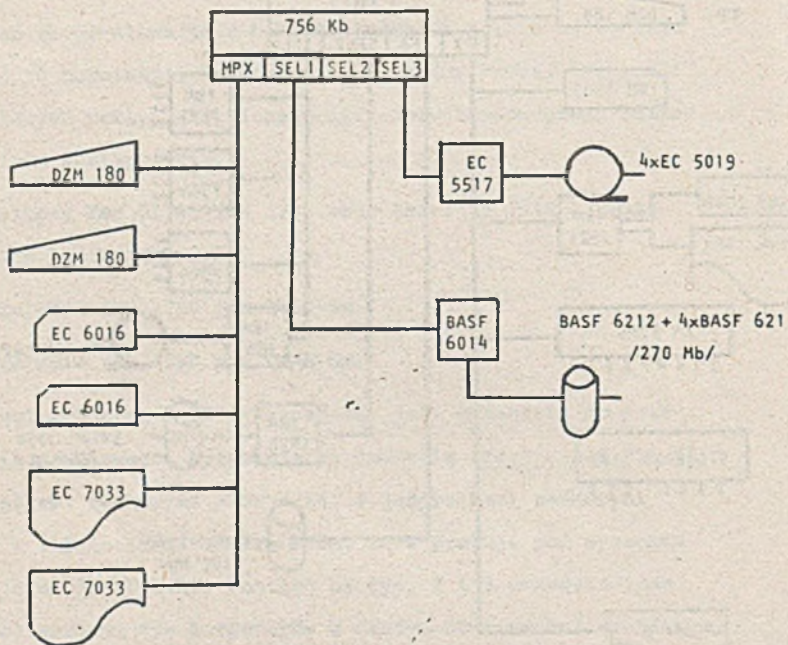 756 Kb
MPX SEL1 SEL2 SEL3
DZM 180
DZM 180
EC 6016
EC 6016
EC 7033
EC 7033
EC
5517
4xEC 5019
BASF
6014
BASF 6212 + 4xBASF 621
/270 Mb/